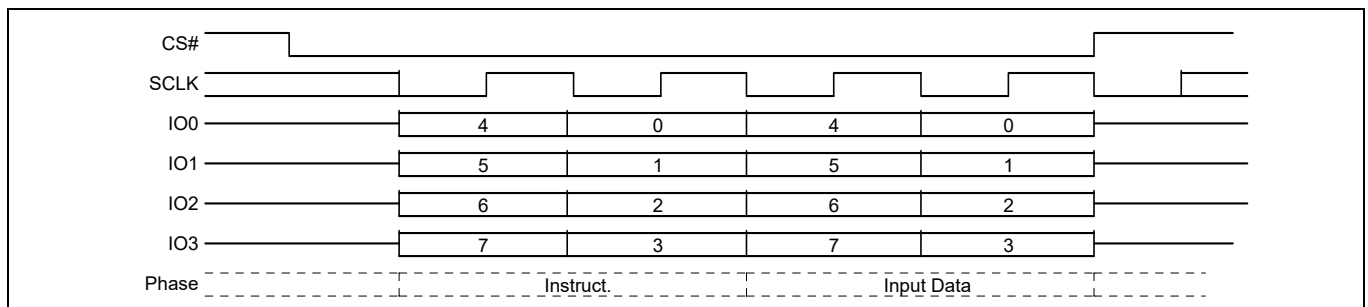 CS#
SCLK
IO0 4 0 4 0
IO1 5 1 5 1
IO2 6 2 6 2
IO3 7 3 7 3
Phase Instruct. Input Data